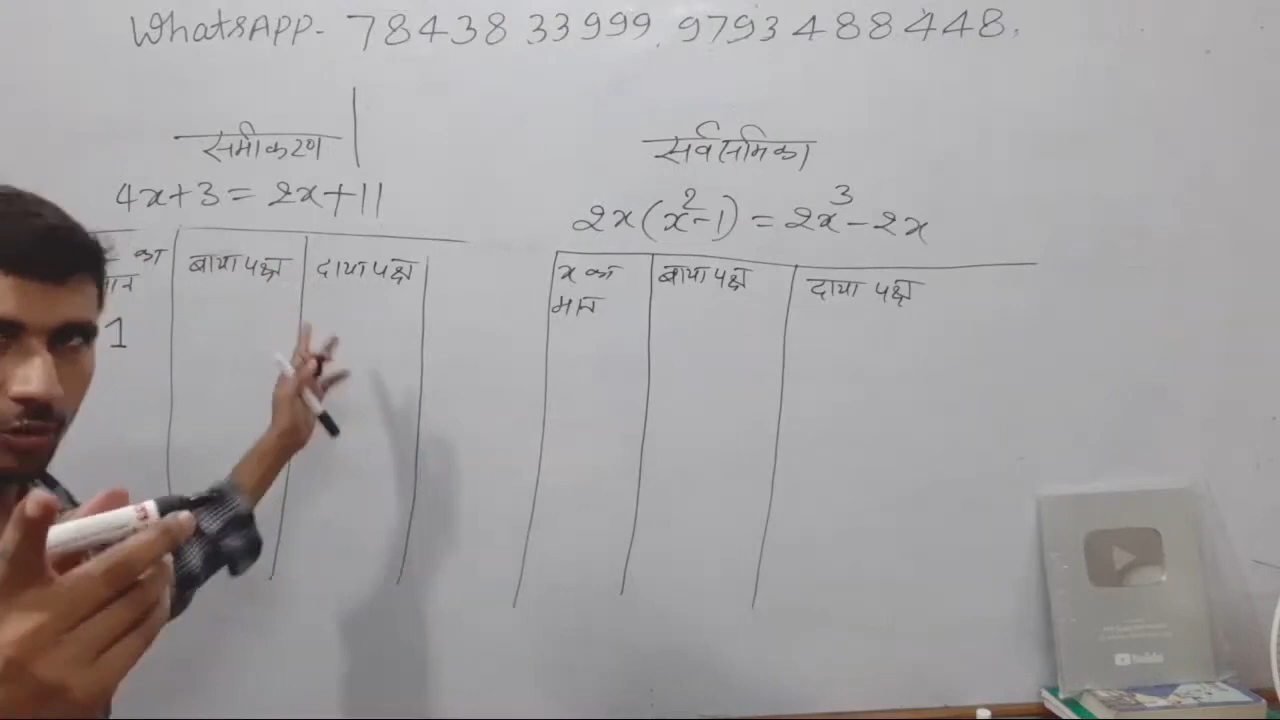 WhatsAPP- 78438 33999, 9793488448,
समीकरण
4x+3 = 2x+11
का मान
बाया पक्ष
दाया पक्ष
1
सर्वसमिका
2x(x²-1) = 2x³-2x
x का मान
बाया पक्ष
दाया पक्ष
YouTube